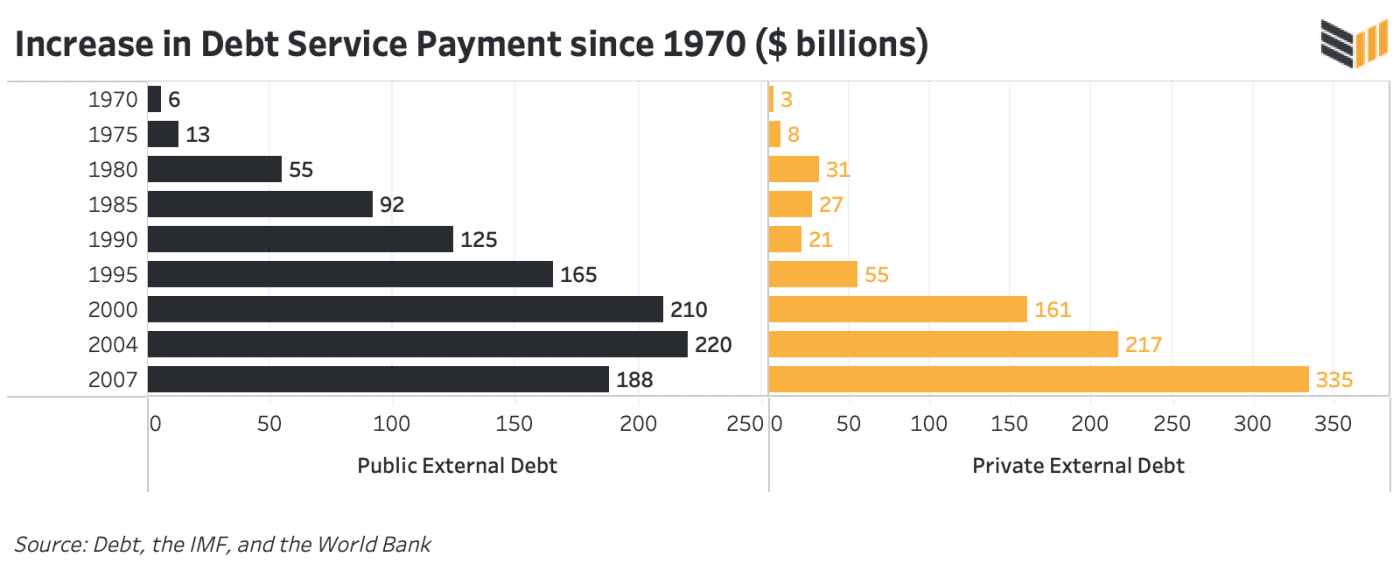 Increase in Debt Service Payment since 1970 ($ billions)
1970 6 3
1975 13 8
1980 55 31
1985 92 27
1990 125 21
1995 165 55
2000 210 161
2004 220 217
2007 188 335
0 50 100 150 200 250 0 50 100 150 200 250 300 350
Public External Debt Private External Debt
Source: Debt, the IMF, and the World Bank